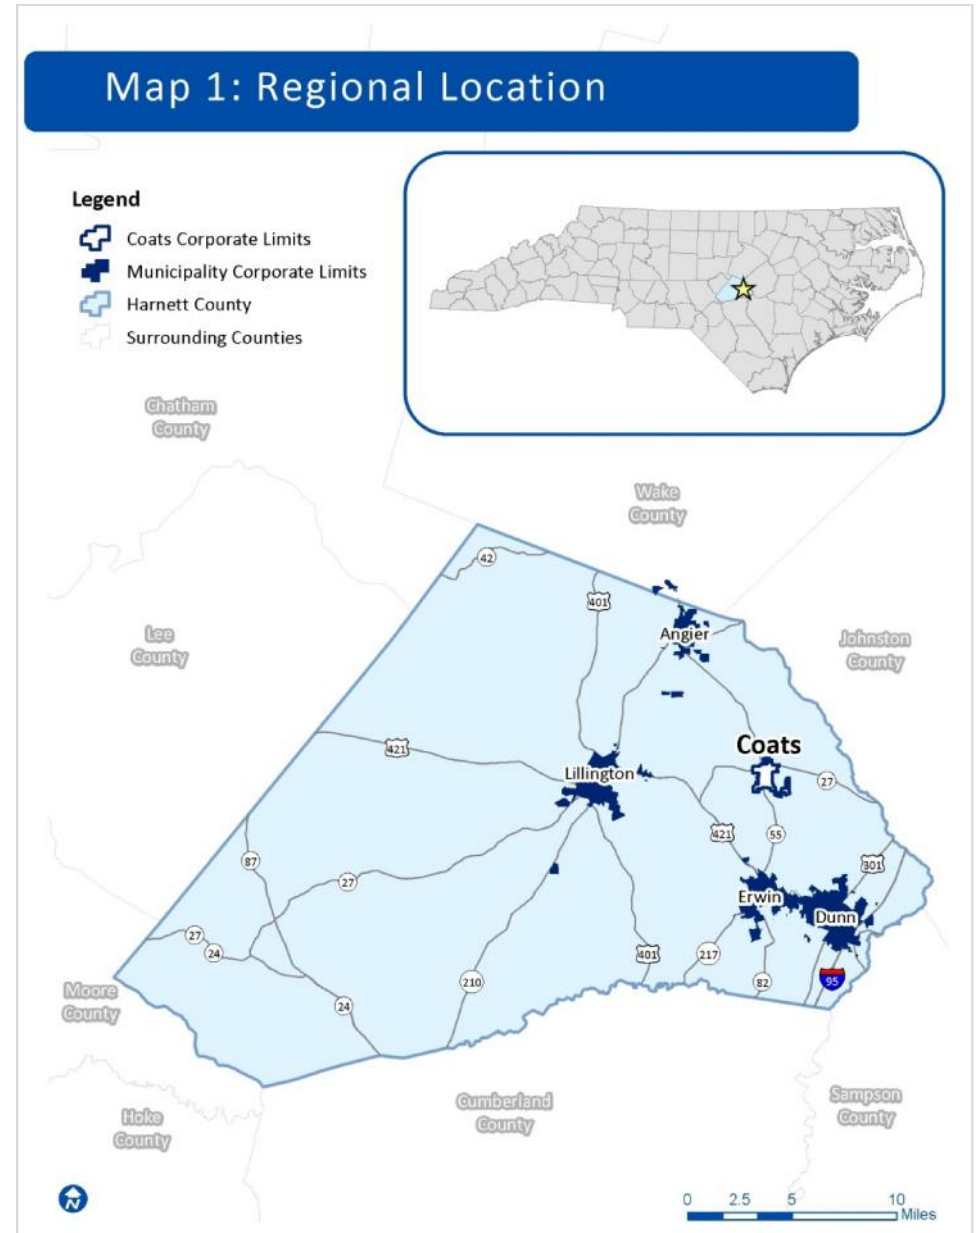 Map 1: Regional Location
Legend
Coats Corporate Limits
Municipality Corporate Limits
Harnett County
Surrounding Counties
Chatham
County
Wake
County
42
401
Angier
Lee
County
Johnston
County
421
Coats
Lillington
27
421
55
87
301
27
Erwin
Dunn
27
24
401
217
210
82
95
Moore
County
24
Cumberland
County
Sampson
County
Hoke
County
N
0 2.5 5 10
Miles